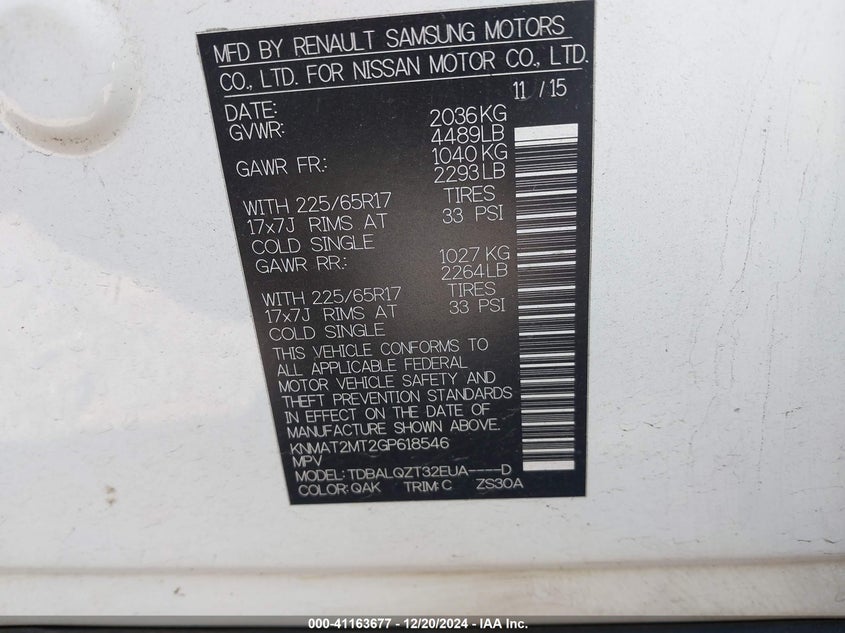 MFD BY RENAULT SAMSUNG MOTORS
CO., LTD. FOR NISSAN MOTOR CO., LTD.
DATE: 11 / 15
GVWR: 2036KG
4489LB
GAWR FR: 1040KG
2293LB
WITH 225/65R17 TIRES
17x7J RIMS AT 33 PSI
COLD SINGLE
GAWR RR: 1027 KG
2264LB
WITH 225/65R17 TIRES
17x7J RIMS AT 33 PSI
COLD SINGLE
THIS VEHICLE CONFORMS TO
ALL APPLICABLE FEDERAL
MOTOR VEHICLE SAFETY AND
THEFT PREVENTION STANDARDS
IN EFFECT ON THE DATE OF
MANUFACTURE SHOWN ABOVE.
KNMAT2MT2GP618546
MPV
MODEL: TDBALQZT32EUA----D
COLOR: QAK TRIM: C ZS30A
000-41163677 - 12/20/2024 - IAA Inc.